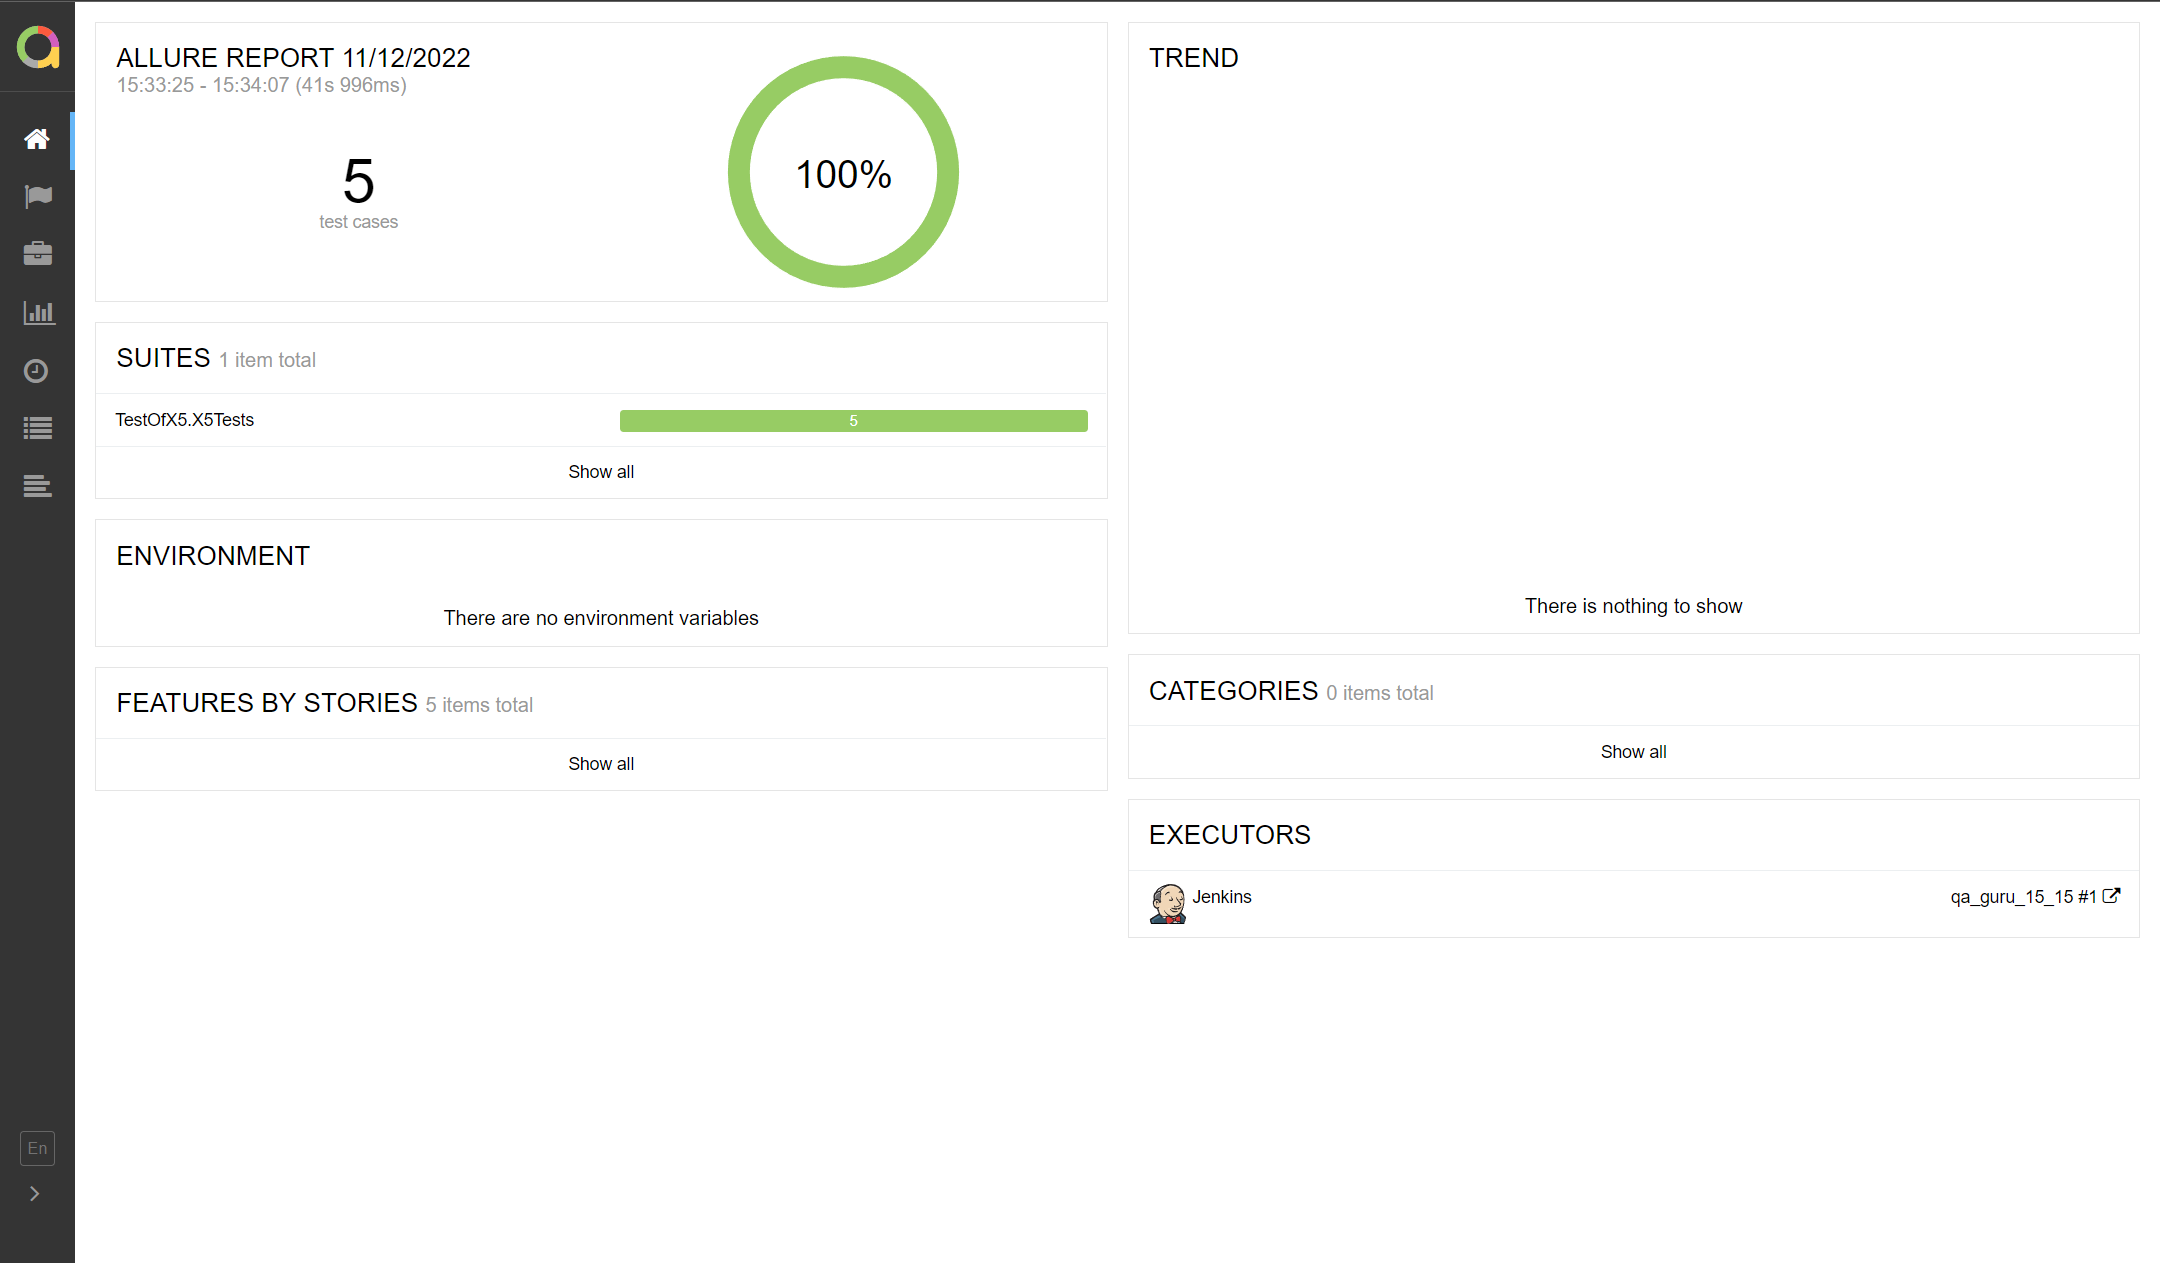 ALLURE REPORT 11/12/2022
15:33:25 - 15:34:07 (41s 996ms)
5
test cases
100%
SUITES 1 item total
TestOfX5.X5Tests 5
Show all
ENVIRONMENT
There are no environment variables
FEATURES BY STORIES 5 items total
Show all
TREND
There is nothing to show
CATEGORIES 0 items total
Show all
EXECUTORS
Jenkins qa_guru_15_15 #1
En